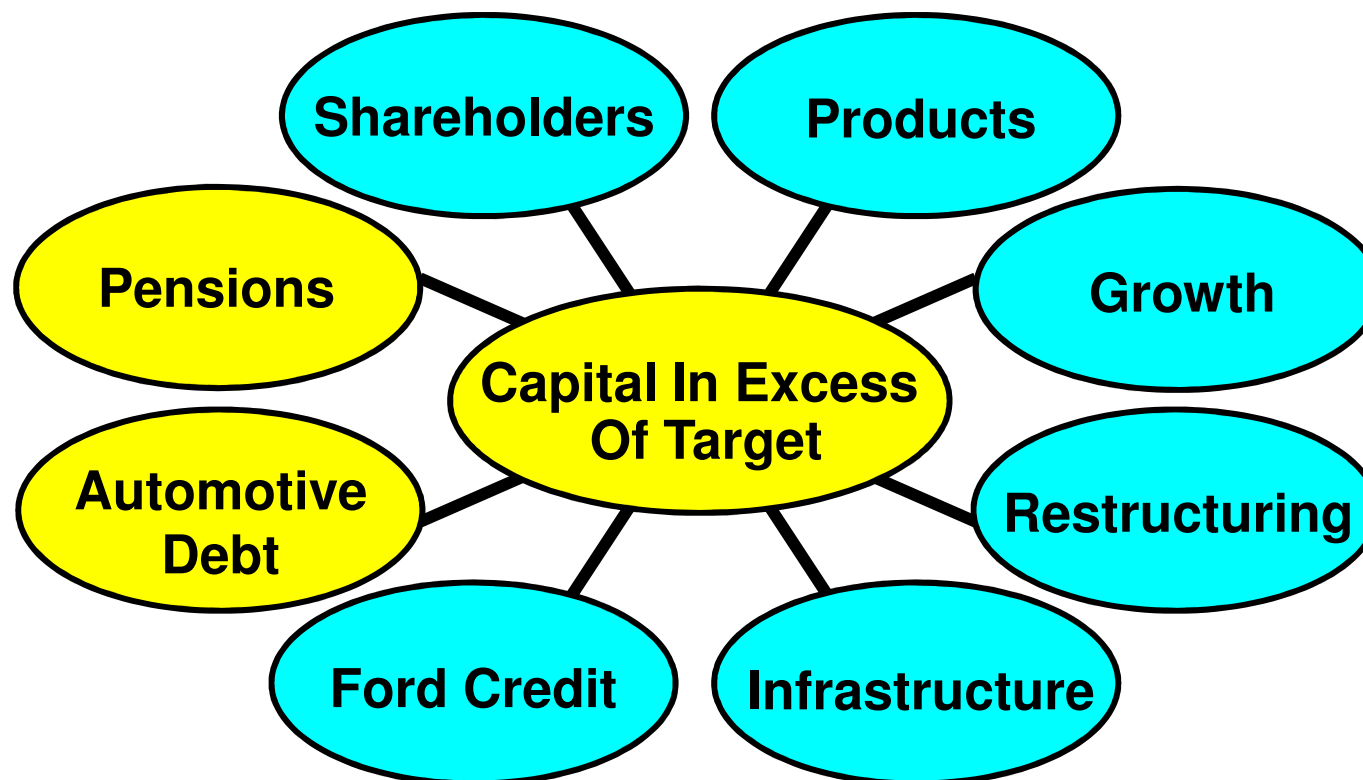 Shareholders
Products
Pensions
Growth
Capital In Excess
Of Target
Automotive
Debt
Restructuring
Ford Credit
Infrastructure